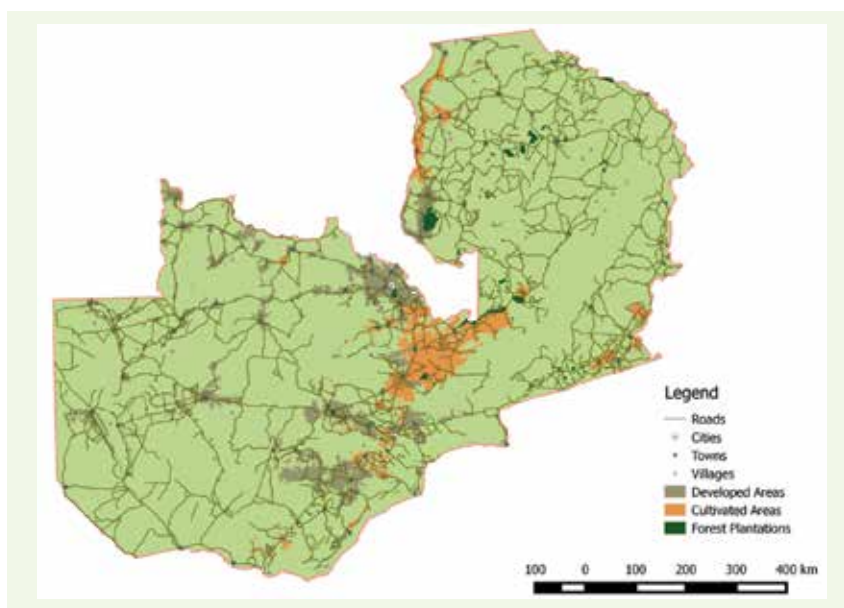 Legend
Roads
Cities
Towns
Villages
Developed Areas
Cultivated Areas
Forest Plantations
100 0 100 200 300 400 km